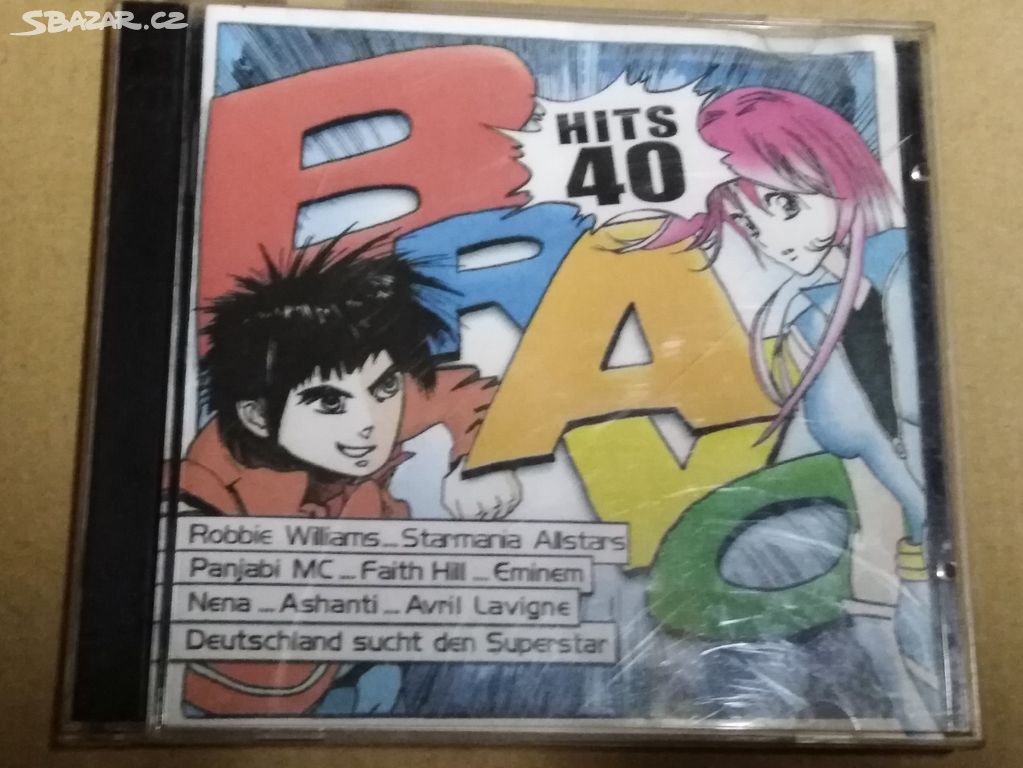 SBAZAR.CZ
BRAVO
HITS
40
Robbie Williams... Starmania Allstars
Panjabi MC ... Faith Hill ... Eminem
Nena ... Ashanti ... Avril Lavigne
Deutschland sucht den Superstar